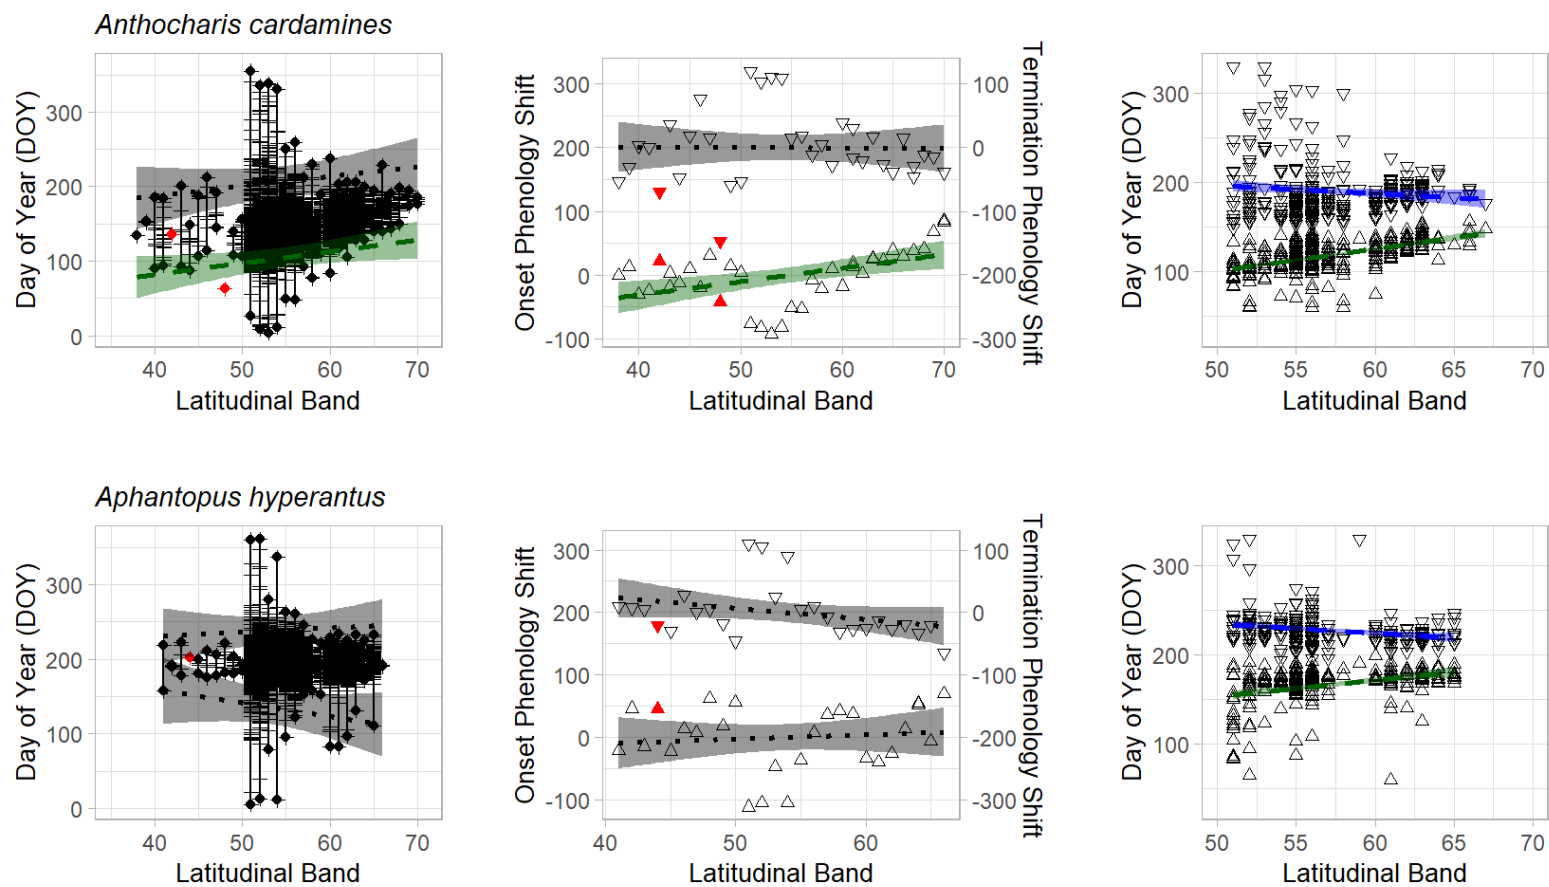 Anthocharis cardamines
Day of Year (DOY)
300
200
100
0
40 50 60 70
Latitudinal Band
Onset Phenology Shift
300
200
100
0
-100
100
0
-100
-200
-300
Termination Phenology Shift
40 50 60 70
Latitudinal Band
Day of Year (DOY)
300
200
100
50 55 60 65 70
Latitudinal Band
Aphantopus hyperantus
Day of Year (DOY)
300
200
100
0
40 50 60 70
Latitudinal Band
Onset Phenology Shift
300
200
100
0
-100
100
0
-100
-200
-300
Termination Phenology Shift
40 50 60
Latitudinal Band
Day of Year (DOY)
300
200
100
50 55 60 65 70
Latitudinal Band